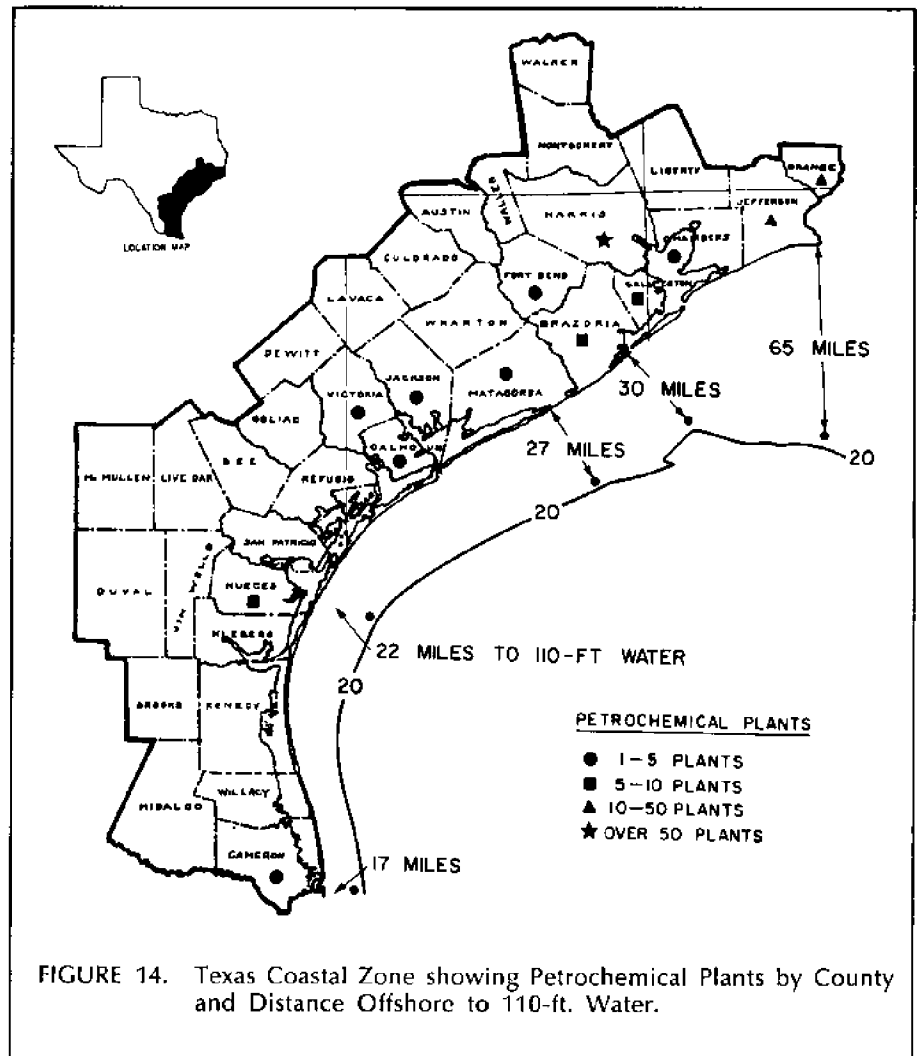 WALKER
MONTGOMERY
LIBERTY
ORANGE
WALLER
HARRIS
JEFFERSON
AUSTIN
CHAMBERS
LOCATION MAP
COLORADO
FORT BEND
GALVESTON
LAVACA
WHARTON
BRAZORIA
65 MILES
DEWITT
JACKSON
30 MILES
VICTORIA
MATAGORDA
GOLIAD
CALHOUN
27 MILES
20
BEE
MC MULLEN
LIVE OAK
REFUGIO
20
SAN PATRICIO
JIM WELLS
DUVAL
NUECES
KLEBERG
22 MILES TO 110-FT WATER
20
BROOKS
KENEDY
PETROCHEMICAL PLANTS
1-5 PLANTS
5-10 PLANTS
10-50 PLANTS
OVER 50 PLANTS
WILLACY
HIDALGO
CAMERON
17 MILES
FIGURE 14. Texas Coastal Zone showing Petrochemical Plants by County
and Distance Offshore to 110-ft. Water.